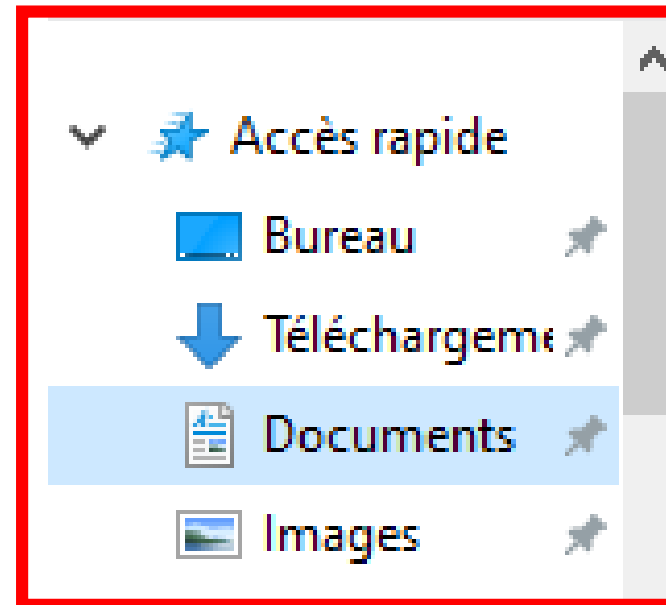 Accès rapide
Bureau
Téléchargeme
Documents
Images